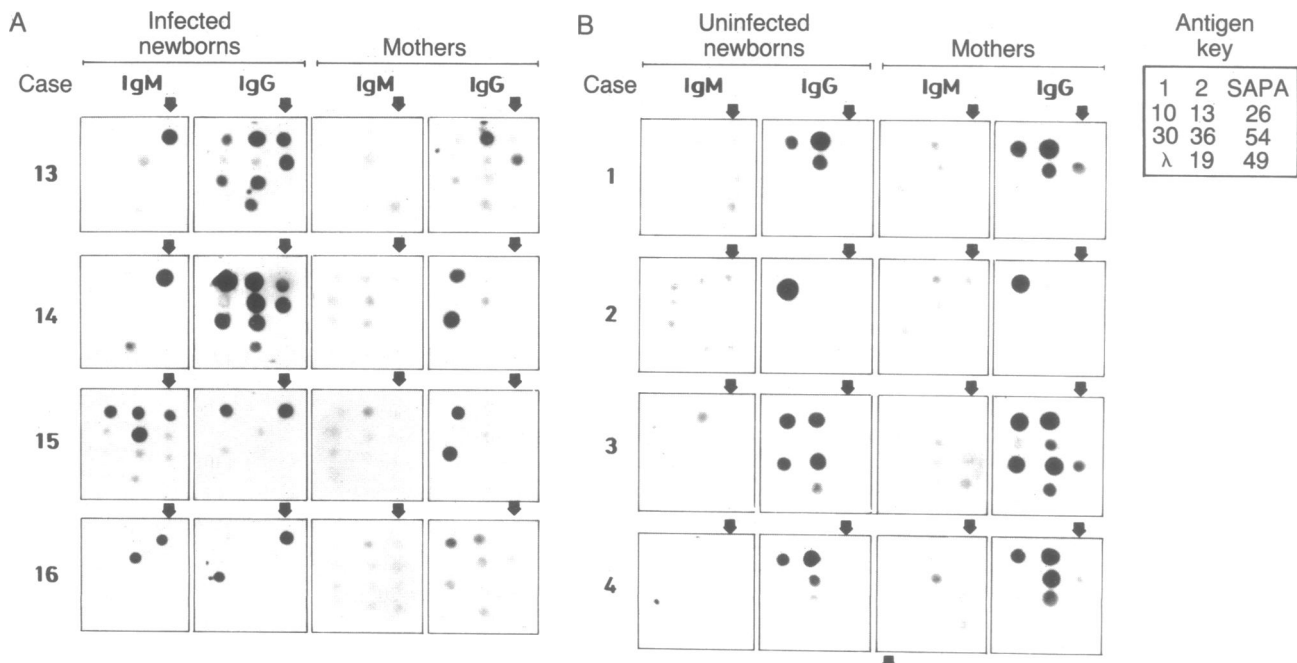 A
Infected
newborns
Mothers
Case
IgM
IgG
IgM
IgG
13
14
15
16
B
Uninfected
newborns
Mothers
Case
IgM
IgG
IgM
IgG
1
2
3
4
Antigen
key
1 2 SAPA
10 13 26
30 36 54
λ 19 49